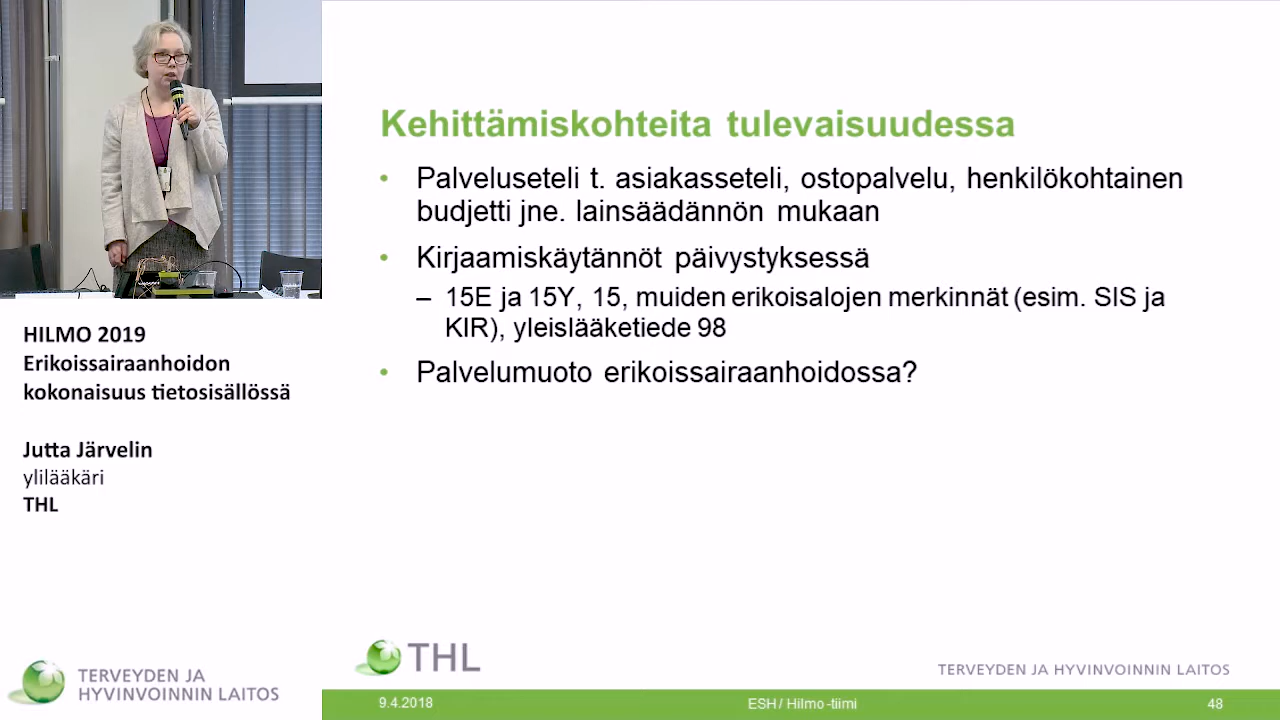 Kehittämiskohteita tulevaisuudessa
• Palveluseteli t. asiakasseteli, ostopalvelu, henkilökohtainen
budjetti jne. lainsäädännön mukaan
• Kirjaamiskäytännöt päivystyksessä
– 15E ja 15Y, 15, muiden erikoisalojen merkinnät (esim. SIS ja
KIR), yleislääketiede 98
• Palvelumuoto erikoissairaanhoidossa?
HILMO 2019
Erikoissairaanhoidon
kokonaisuus tietosisällössä
Jutta Järvelin
ylilääkäri
THL
TERVEYDEN JA
HYVINVOINNIN LAITOS
THL
TERVEYDEN JA HYVINVOINNIN LAITOS
9.4.2018
ESH / Hilmo -tiimi
48